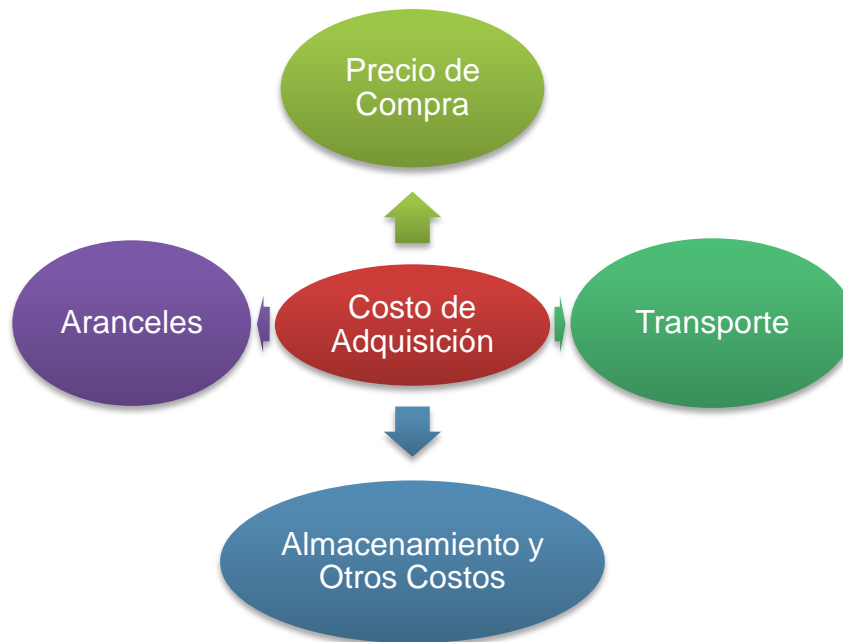 Precio de
Compra
Aranceles
Costo de
Adquisición
Transporte
Almacenamiento y
Otros Costos